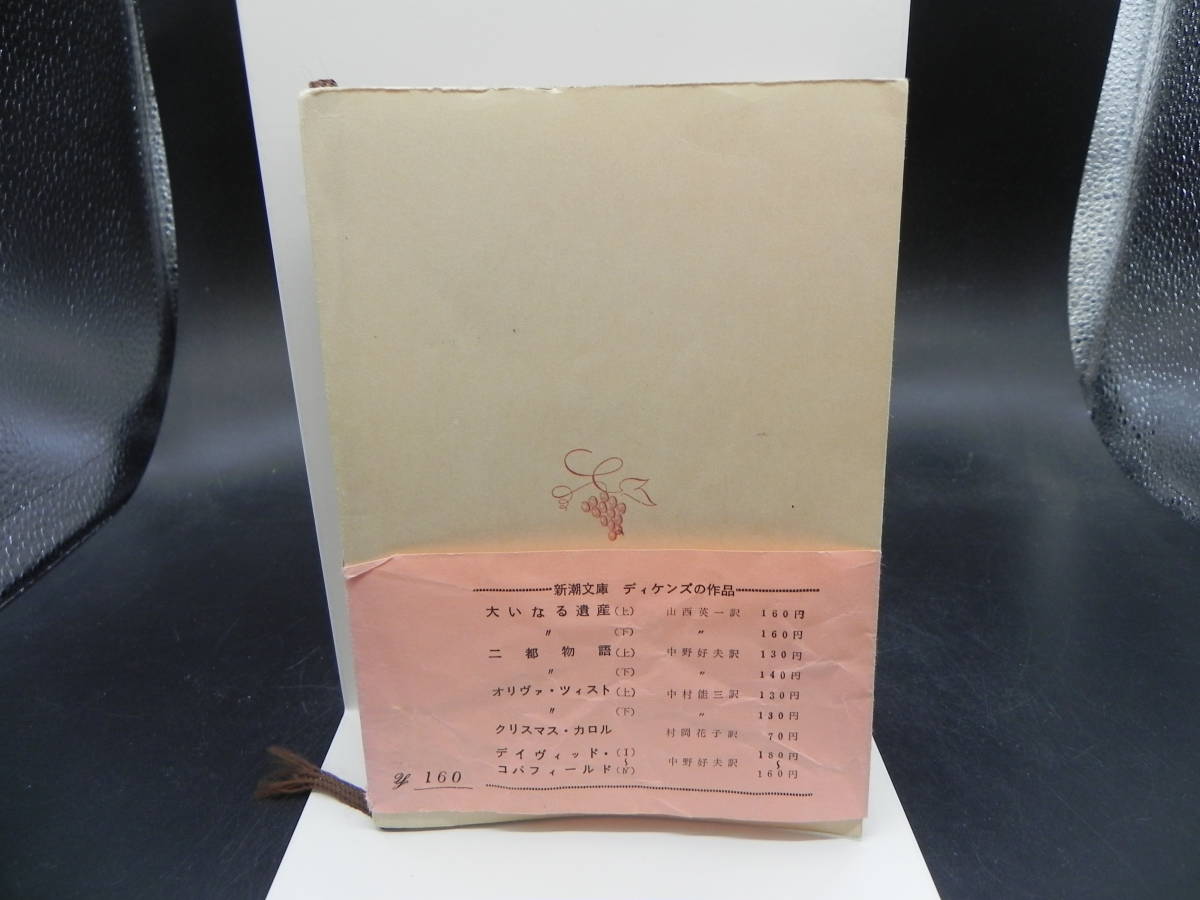 新潮文庫 ディケンズの作品
大いなる遺産(上) 山西英一訳 160円
〃 (下) 〃 160円
二都物語(上) 中野好夫訳 130円
〃 (下) 〃 140円
オリヴァ・ツィスト(上) 中村能三訳 130円
〃 (下) 〃 130円
クリスマス・カロル 村岡花子訳 70円
デイヴィッド・(Ⅰ) 180円
~ 中野好夫訳 ~
コパフィールド(Ⅳ) 160円
160